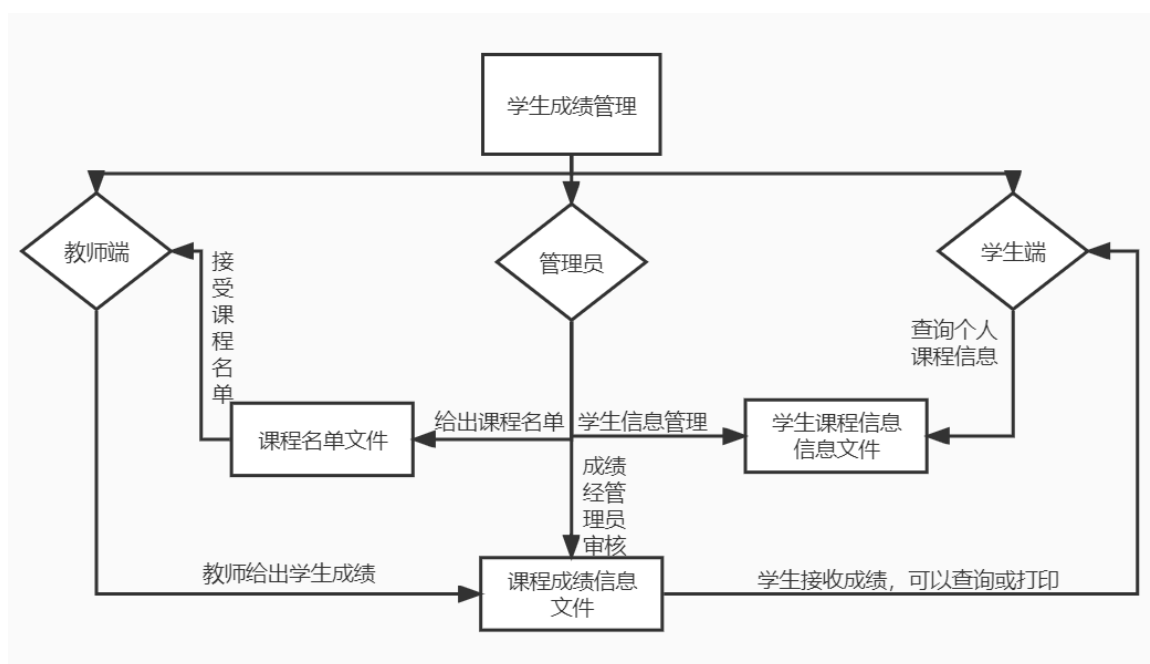 学生成绩管理
教师端
管理员
学生端
接
受
课
程
名
单
查询个人
课程信息
给出课程名单
学生信息管理
课程名单文件
学生课程信息
信息文件
成绩
经管
理员
审核
教师给出学生成绩
课程成绩信息
文件
学生接收成绩，可以查询或打印